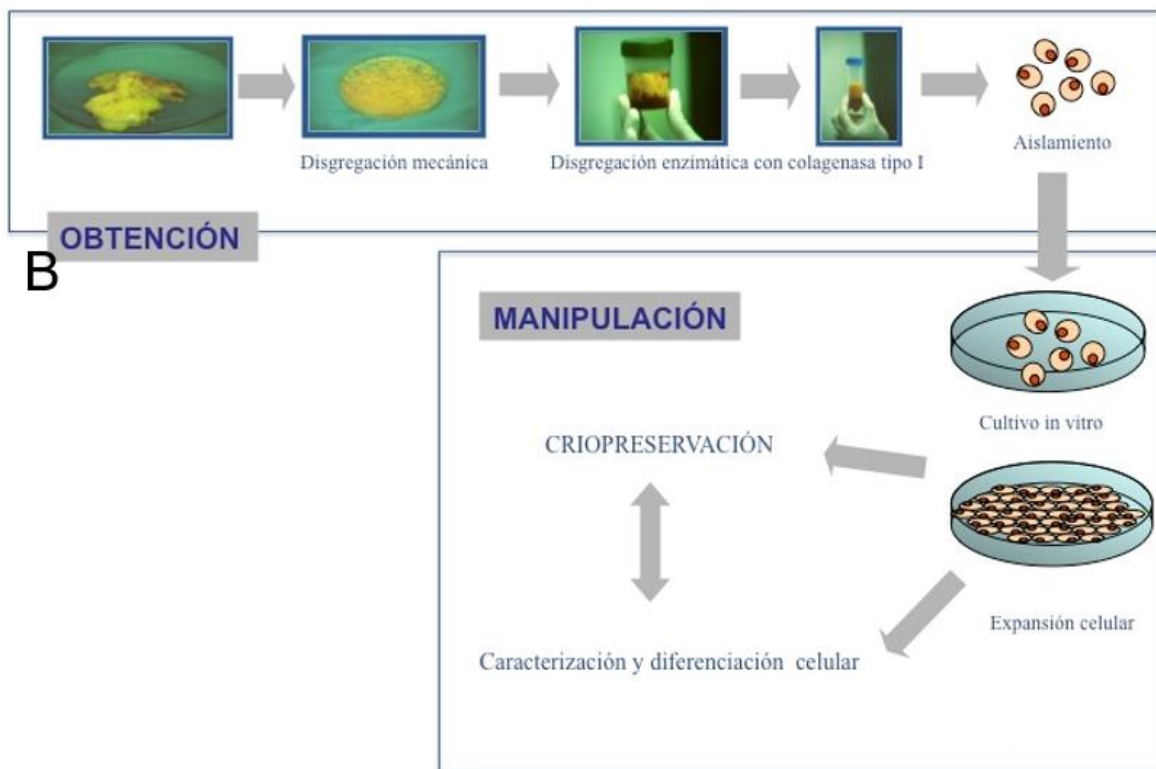 Disgregación mecánica
Disgregación enzimática con colagenasa tipo I
Aislamiento
OBTENCIÓN
B
MANIPULACIÓN
Cultivo in vitro
CRIOPRESERVACIÓN
Expansión celular
Caracterización y diferenciación celular